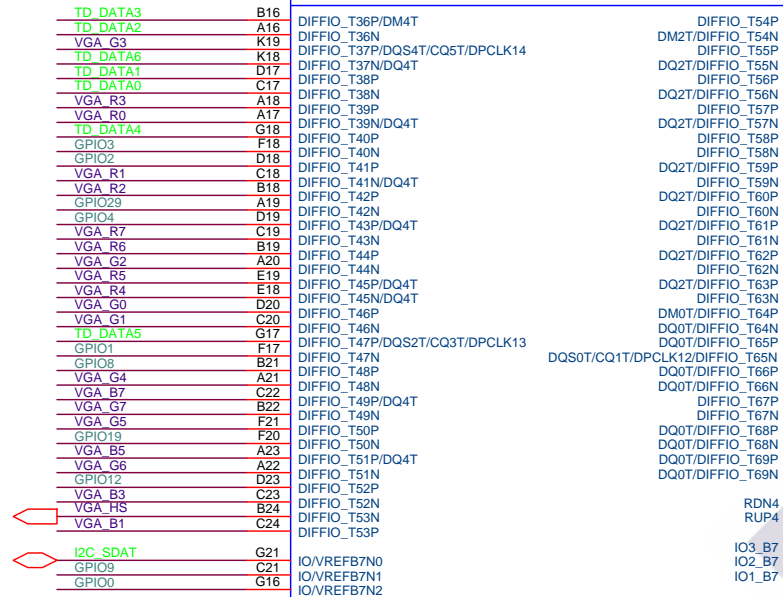 TD_DATA3 B16 DIFFIO_T36P/DM4T DIFFIO_T54P
TD_DATA2 A16 DIFFIO_T36N DM2T/DIFFIO_T54N
VGA_G3 K19 DIFFIO_T37P/DQS4T/CQ5T/DPCLK14 DIFFIO_T55P
TD_DATA6 K18 DIFFIO_T37N/DQ4T DQ2T/DIFFIO_T55N
TD_DATA1 D17 DIFFIO_T38P DIFFIO_T56P
TD_DATA0 C17 DIFFIO_T38N DQ2T/DIFFIO_T56N
VGA_R3 A18 DIFFIO_T39P DIFFIO_T57P
VGA_R0 A17 DIFFIO_T39N/DQ4T DQ2T/DIFFIO_T57N
TD_DATA4 G18 DIFFIO_T40P DIFFIO_T58P
GPIO3 F18 DIFFIO_T40N DIFFIO_T58N
GPIO2 D18 DIFFIO_T41P DQ2T/DIFFIO_T59P
VGA_R1 C18 DIFFIO_T41N/DQ4T DIFFIO_T59N
VGA_R2 B18 DIFFIO_T42P DQ2T/DIFFIO_T60P
GPIO29 A19 DIFFIO_T42N DIFFIO_T60N
GPIO4 D19 DIFFIO_T43P/DQ4T DQ2T/DIFFIO_T61P
VGA_R7 C19 DIFFIO_T43N DIFFIO_T61N
VGA_R6 B19 DIFFIO_T44P DQ2T/DIFFIO_T62P
VGA_G2 A20 DIFFIO_T44N DIFFIO_T62N
VGA_R5 E19 DIFFIO_T45P/DQ4T DQ2T/DIFFIO_T63P
VGA_R4 E18 DIFFIO_T45N/DQ4T DIFFIO_T63N
VGA_G0 D20 DIFFIO_T46P DM0T/DIFFIO_T64P
VGA_G1 C20 DIFFIO_T46N DQ0T/DIFFIO_T64N
TD_DATA5 G17 DIFFIO_T47P/DQS2T/CQ3T/DPCLK13 DQ0T/DIFFIO_T65P
GPIO1 F17 DIFFIO_T47N DQS0T/CQ1T/DPCLK12/DIFFIO_T65N
GPIO8 B21 DIFFIO_T48P DQ0T/DIFFIO_T66P
VGA_G4 A21 DIFFIO_T48N DQ0T/DIFFIO_T66N
VGA_B7 C22 DIFFIO_T49P/DQ4T DIFFIO_T67P
VGA_G7 B22 DIFFIO_T49N DIFFIO_T67N
VGA_G5 F21 DIFFIO_T50P DQ0T/DIFFIO_T68P
GPIO19 F20 DIFFIO_T50N DQ0T/DIFFIO_T68N
VGA_B5 A23 DIFFIO_T51P/DQ4T DQ0T/DIFFIO_T69P
VGA_G6 A22 DIFFIO_T51N DQ0T/DIFFIO_T69N
GPIO12 D23 DIFFIO_T52P
VGA_B3 C23 DIFFIO_T52N RDN4
VGA_HS B24 DIFFIO_T53N RUP4
VGA_B1 C24 DIFFIO_T53P
IO3_B7
I2C_SDAT G21 IO/VREFB7N0 IO2_B7
GPIO9 C21 IO/VREFB7N1 IO1_B7
GPIO0 G16 IO/VREFB7N2